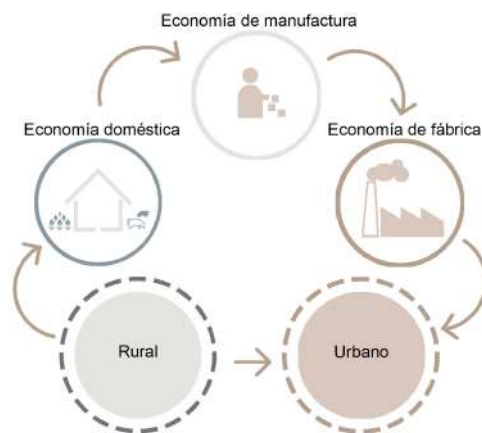 Economía de manufactura
Economía doméstica
Economía de fábrica
Rural
Urbano